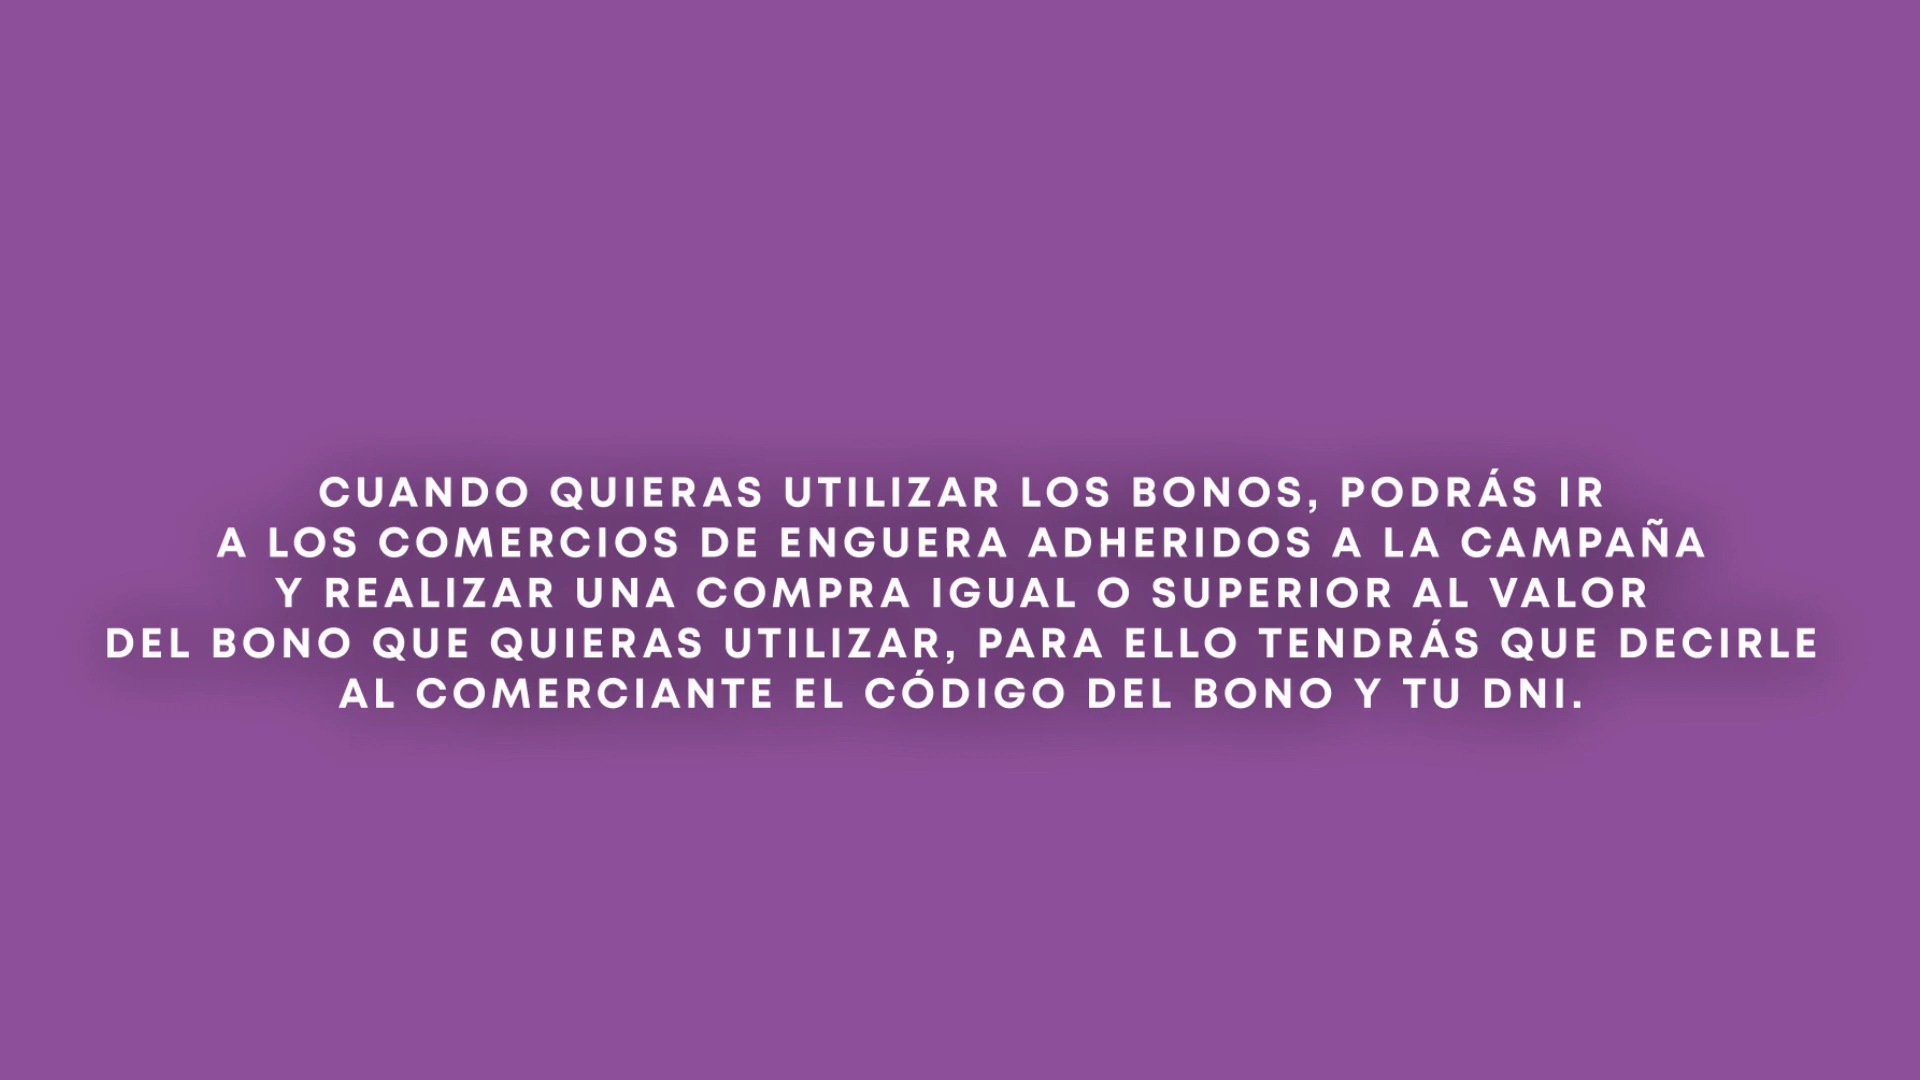 CUANDO QUIERAS UTILIZAR LOS BONOS, PODRÁS IR
A LOS COMERCIOS DE ENGUERA ADHERIDOS A LA CAMPAÑA
Y REALIZAR UNA COMPRA IGUAL O SUPERIOR AL VALOR
DEL BONO QUE QUIERAS UTILIZAR, PARA ELLO TENDRÁS QUE DECIRLE
AL COMERCIANTE EL CÓDIGO DEL BONO Y TU DNI.